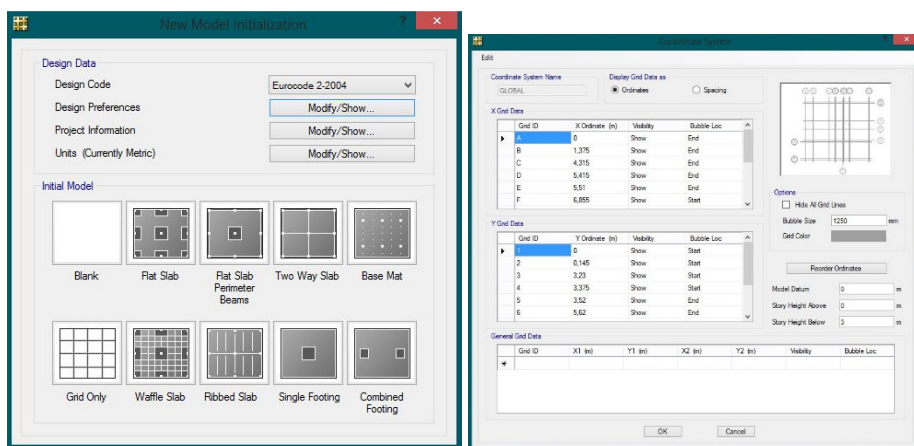 New Model Initialization
Design Data
Design Code Eurocode 2-2004
Design Preferences Modify/Show...
Project Information Modify/Show...
Units (Currently Metric) Modify/Show...
Initial Model
Blank Flat Slab Flat Slab Perimeter Beams Two Way Slab Base Mat
Grid Only Waffle Slab Ribbed Slab Single Footing Combined Footing
Coordinate System
Edit
Coordinate System Name Display Grid Data as
GLOBAL Ordinates Spacing
X Grid Data
Grid ID X Ordinate (m) Visibility Bubble Loc
A 0 Show End
B 1,375 Show End
C 4,315 Show End
D 5,415 Show End
E 5,51 Show End
F 6,855 Show Start
Y Grid Data
Grid ID Y Ordinate (m) Visibility Bubble Loc
1 0 Show Start
2 0,145 Show Start
3 3,23 Show Start
4 3,375 Show Start
5 3,52 Show End
6 5,62 Show End
Options
Hide All Grid Lines
Bubble Size 1250 mm
Grid Color
Reorder Ordinates
Model Datum 0 m
Story Height Above 0 m
Story Height Below 3 m
General Grid Data
Grid ID X1 (m) Y1 (m) X2 (m) Y2 (m) Visibility Bubble Loc
OK Cancel